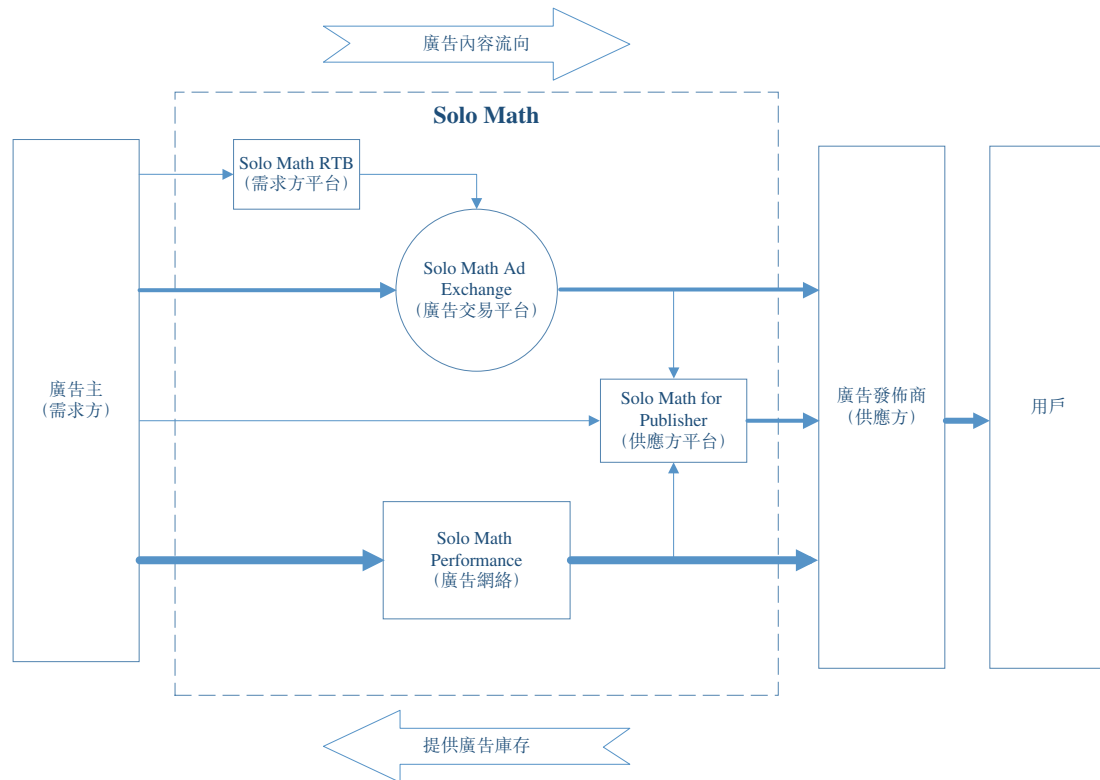 廣告內容流向
Solo Math
Solo Math RTB
（需求方平台）
Solo Math Ad
Exchange
（廣告交易平台）
廣告主
（需求方）
Solo Math for
Publisher
（供應方平台）
廣告發佈商
（供應方）
用戶
Solo Math
Performance
（廣告網絡）
提供廣告庫存